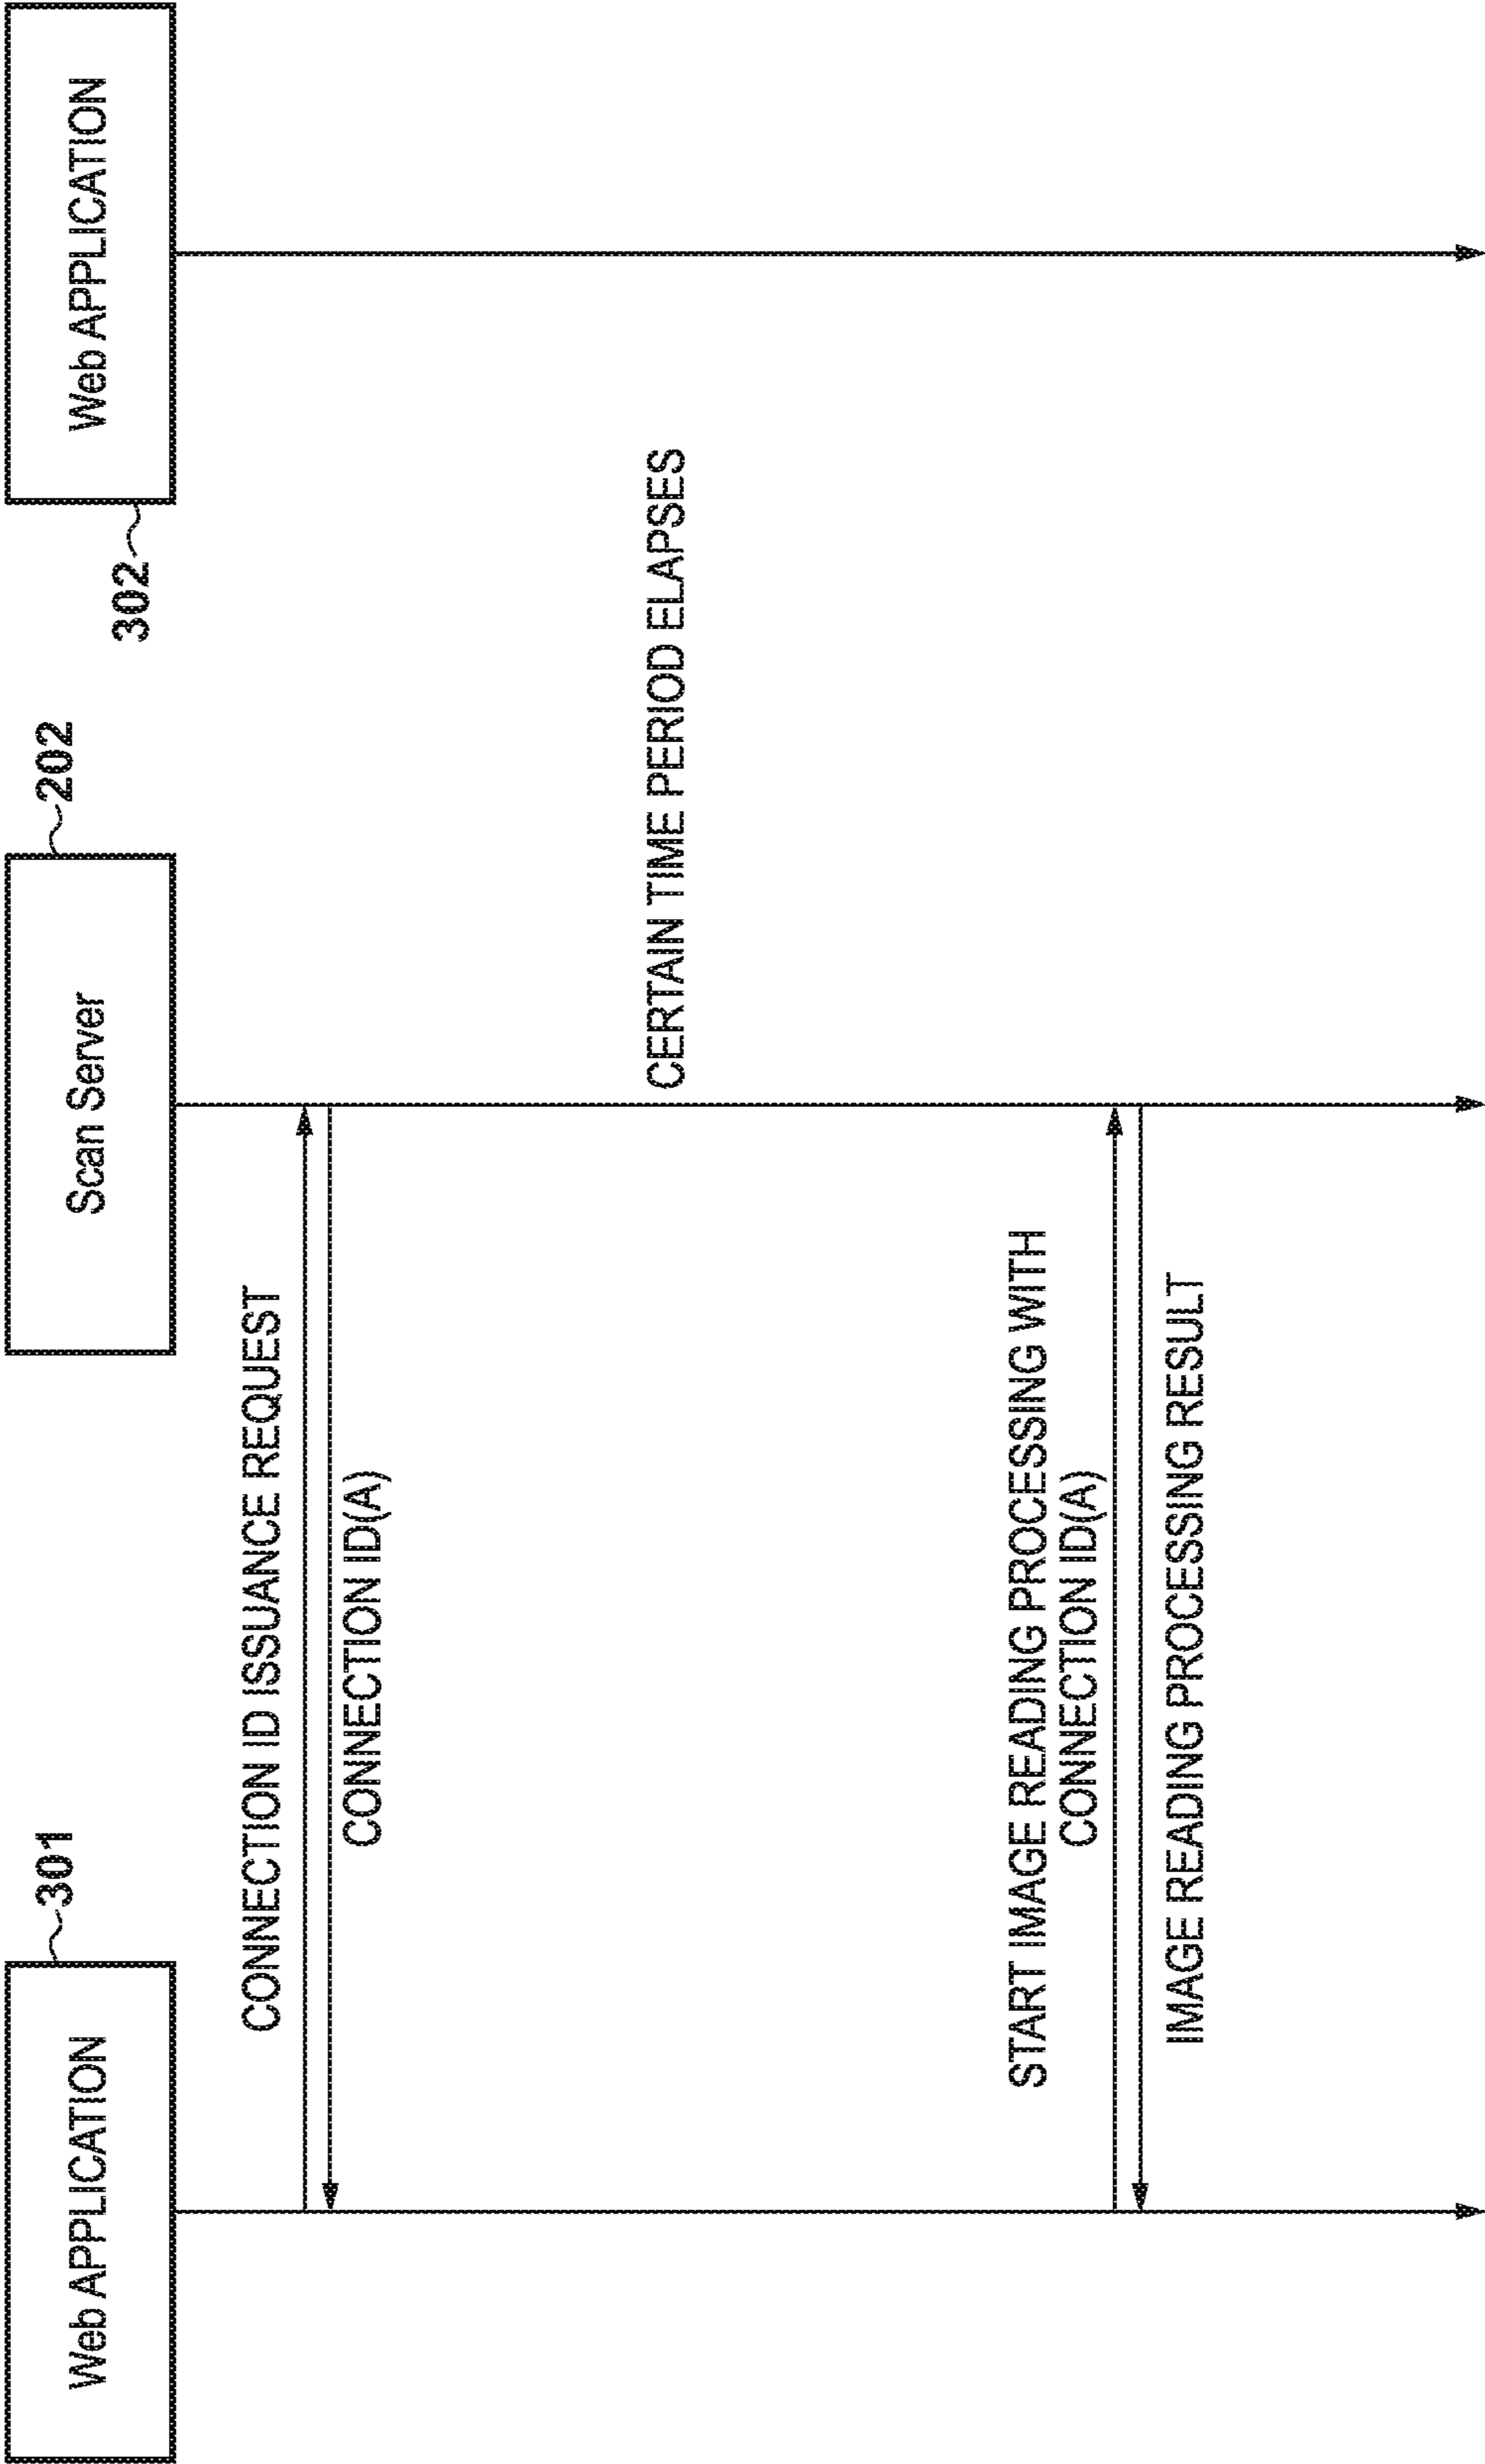 Web APPLICATION
301
Scan Server
202
Web APPLICATION
302
CONNECTION ID ISSUANCE REQUEST
CONNECTION ID(A)
CERTAIN TIME PERIOD ELAPSES
START IMAGE READING PROCESSING WITH
CONNECTION ID(A)
IMAGE READING PROCESSING RESULT